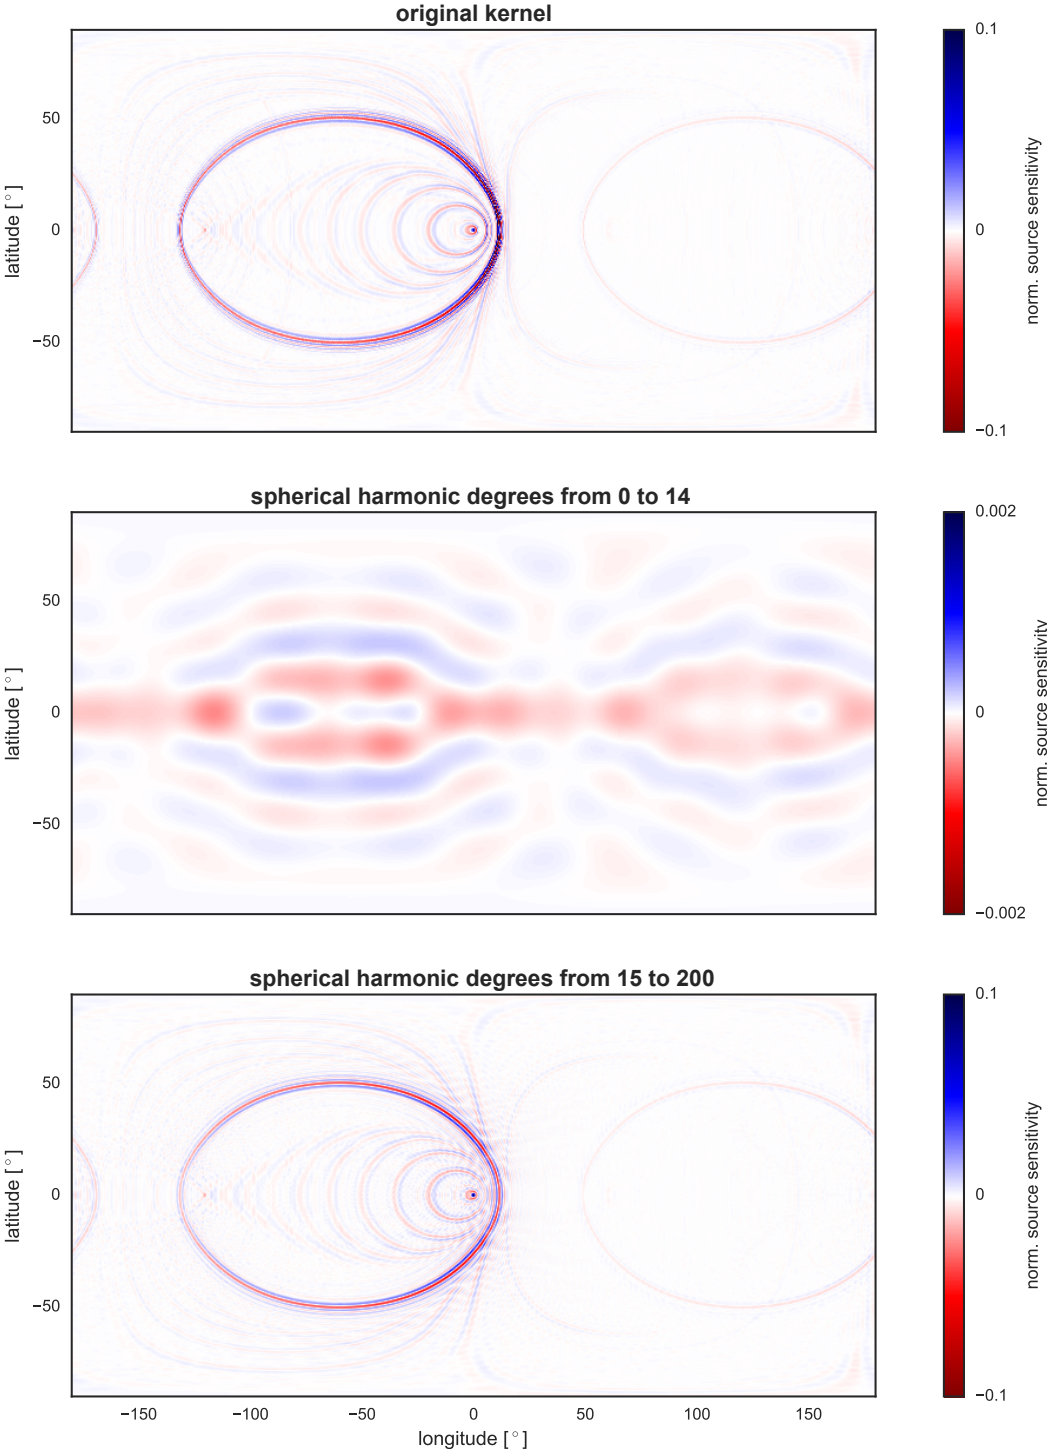 original kernel
0.1
50
0
−50
latitude [°]
0
−0.1
norm. source sensitivity
spherical harmonic degrees from 0 to 14
0.002
50
0
−50
latitude [°]
0
−0.002
norm. source sensitivity
spherical harmonic degrees from 15 to 200
0.1
50
0
−50
latitude [°]
0
−0.1
norm. source sensitivity
−150 −100 −50 0 50 100 150
longitude [°]